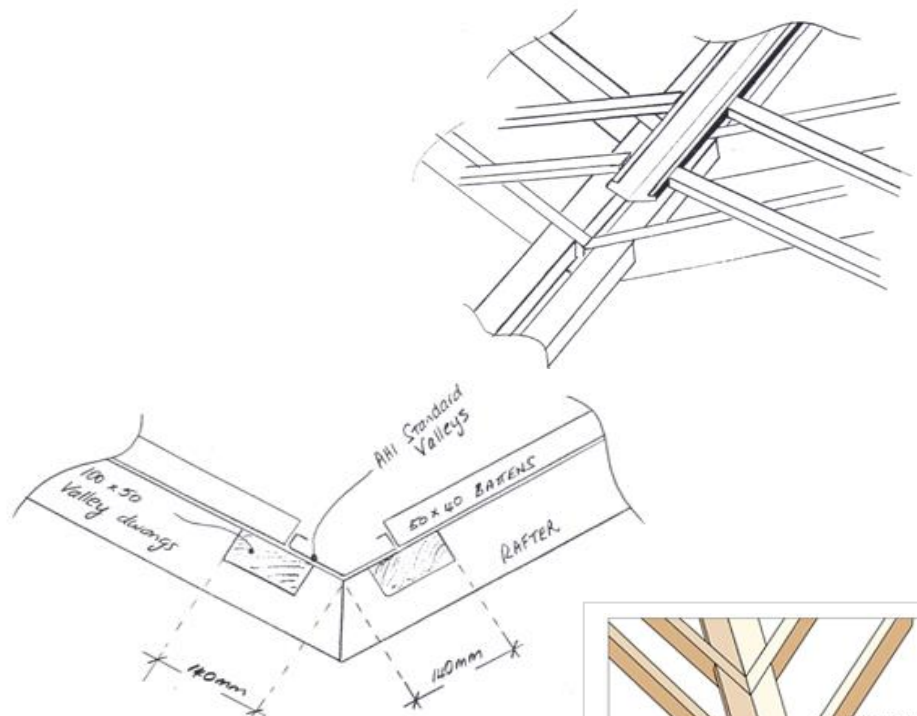 AHI Standard
Valleys
100 x 50
Valley dwangs
50 x 40 BATTENS
RAFTER
140mm
140mm